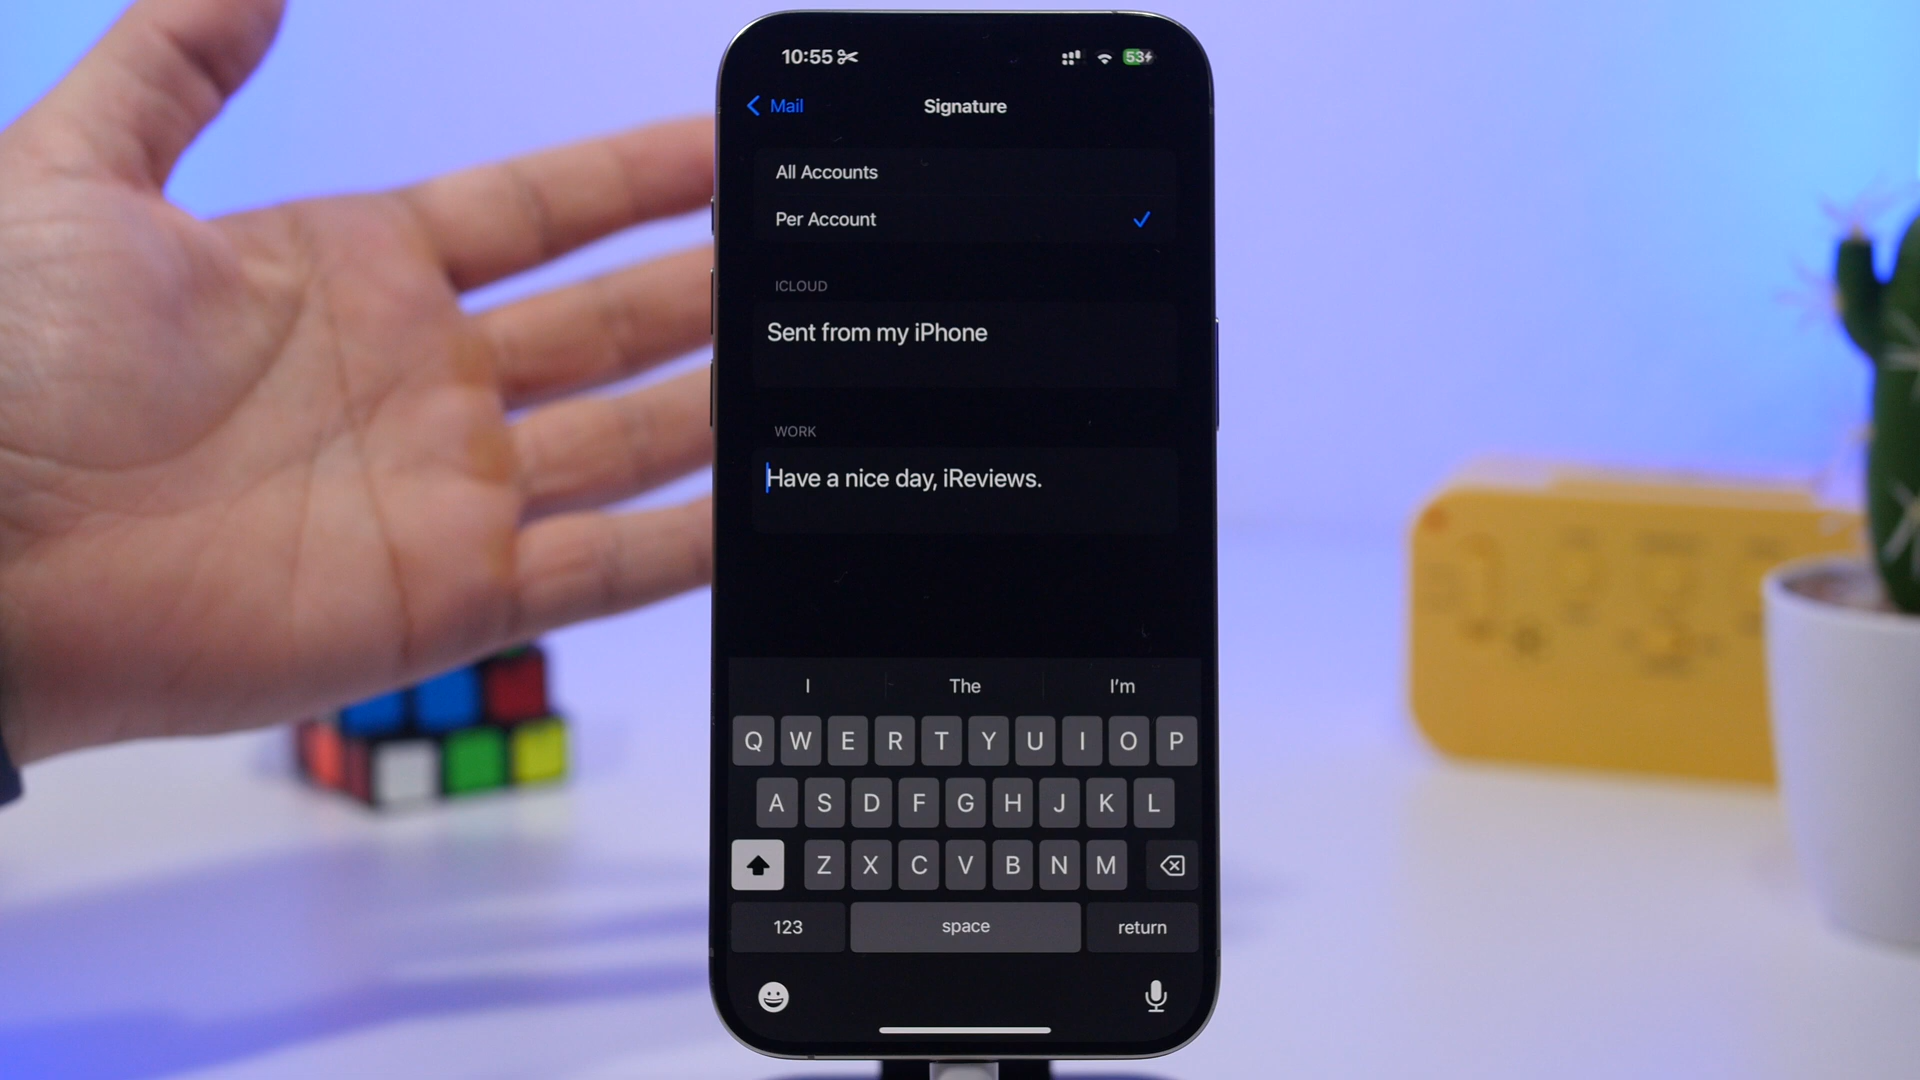 10:55 53
Mail Signature
All Accounts
Per Account
ICLOUD
Sent from my iPhone
WORK
Have a nice day, iReviews.
I The I'm
Q W E R T Y U I O P
A S D F G H J K L
Z X C V B N M
123 space return